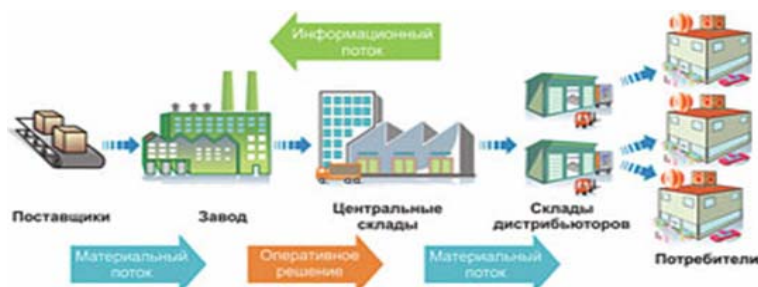 Информационный
поток
Поставщики
Завод
Центральные
склады
Склады
дистрибьюторов
Потребители
Материальный
поток
Оперативное
решение
Материальный
поток